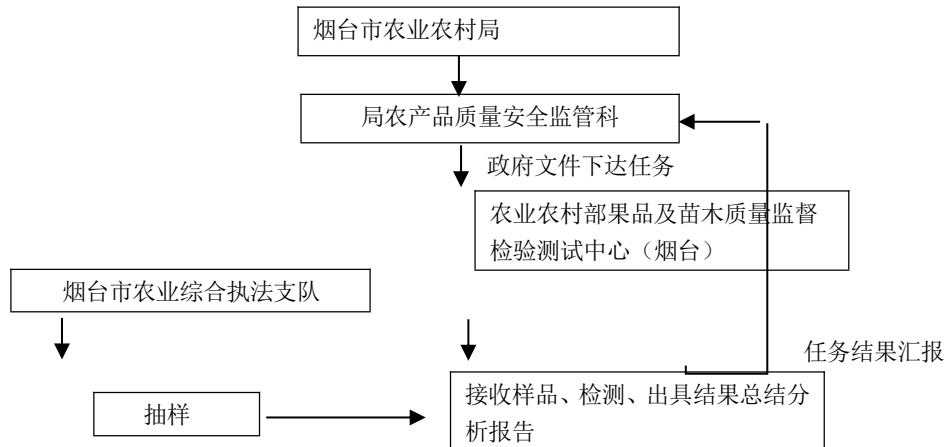 烟台市农业农村局
局农产品质量安全监管科
政府文件下达任务
农业农村部果品及苗木质量监督
检验测试中心（烟台）
烟台市农业综合执法支队
任务结果汇报
抽样
接收样品、检测、出具结果总结分
析报告